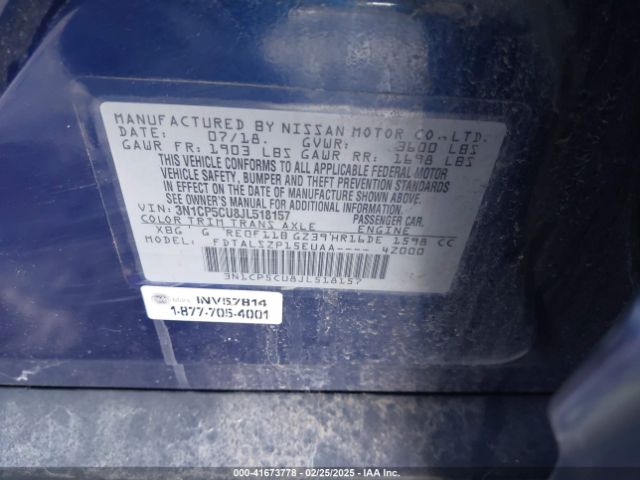 MANUFACTURED BY NISSAN MOTOR CO., LTD.
DATE: 07/18 GVWR: 3600 LBS
GAWR FR: 1903 LBS GAWR RR: 1698 LBS
THIS VEHICLE CONFORMS TO ALL APPLICABLE FEDERAL MOTOR
VEHICLE SAFETY, BUMPER AND THEFT PREVENTION STANDARDS
IN EFFECT ON THE DATE OF MANUFACTURE SHOWN ABOVE.
SEE OWNER'S MANUAL FOR ADDITIONAL INFORMATION
VIN: 3N1CP5CU8JL518157 PASSENGER CAR.
COLOR TRIM TRANS AXLE ENGINE
XBG G RE0F11B GZ39 HR16DE 1598 CC
MODEL: FDTALSZP15EUAA---- 4Z000
3N1CP5CU8JL518157
INV57814
1-877-705-4001
000-41673778 - 02/25/2025 - IAA Inc.